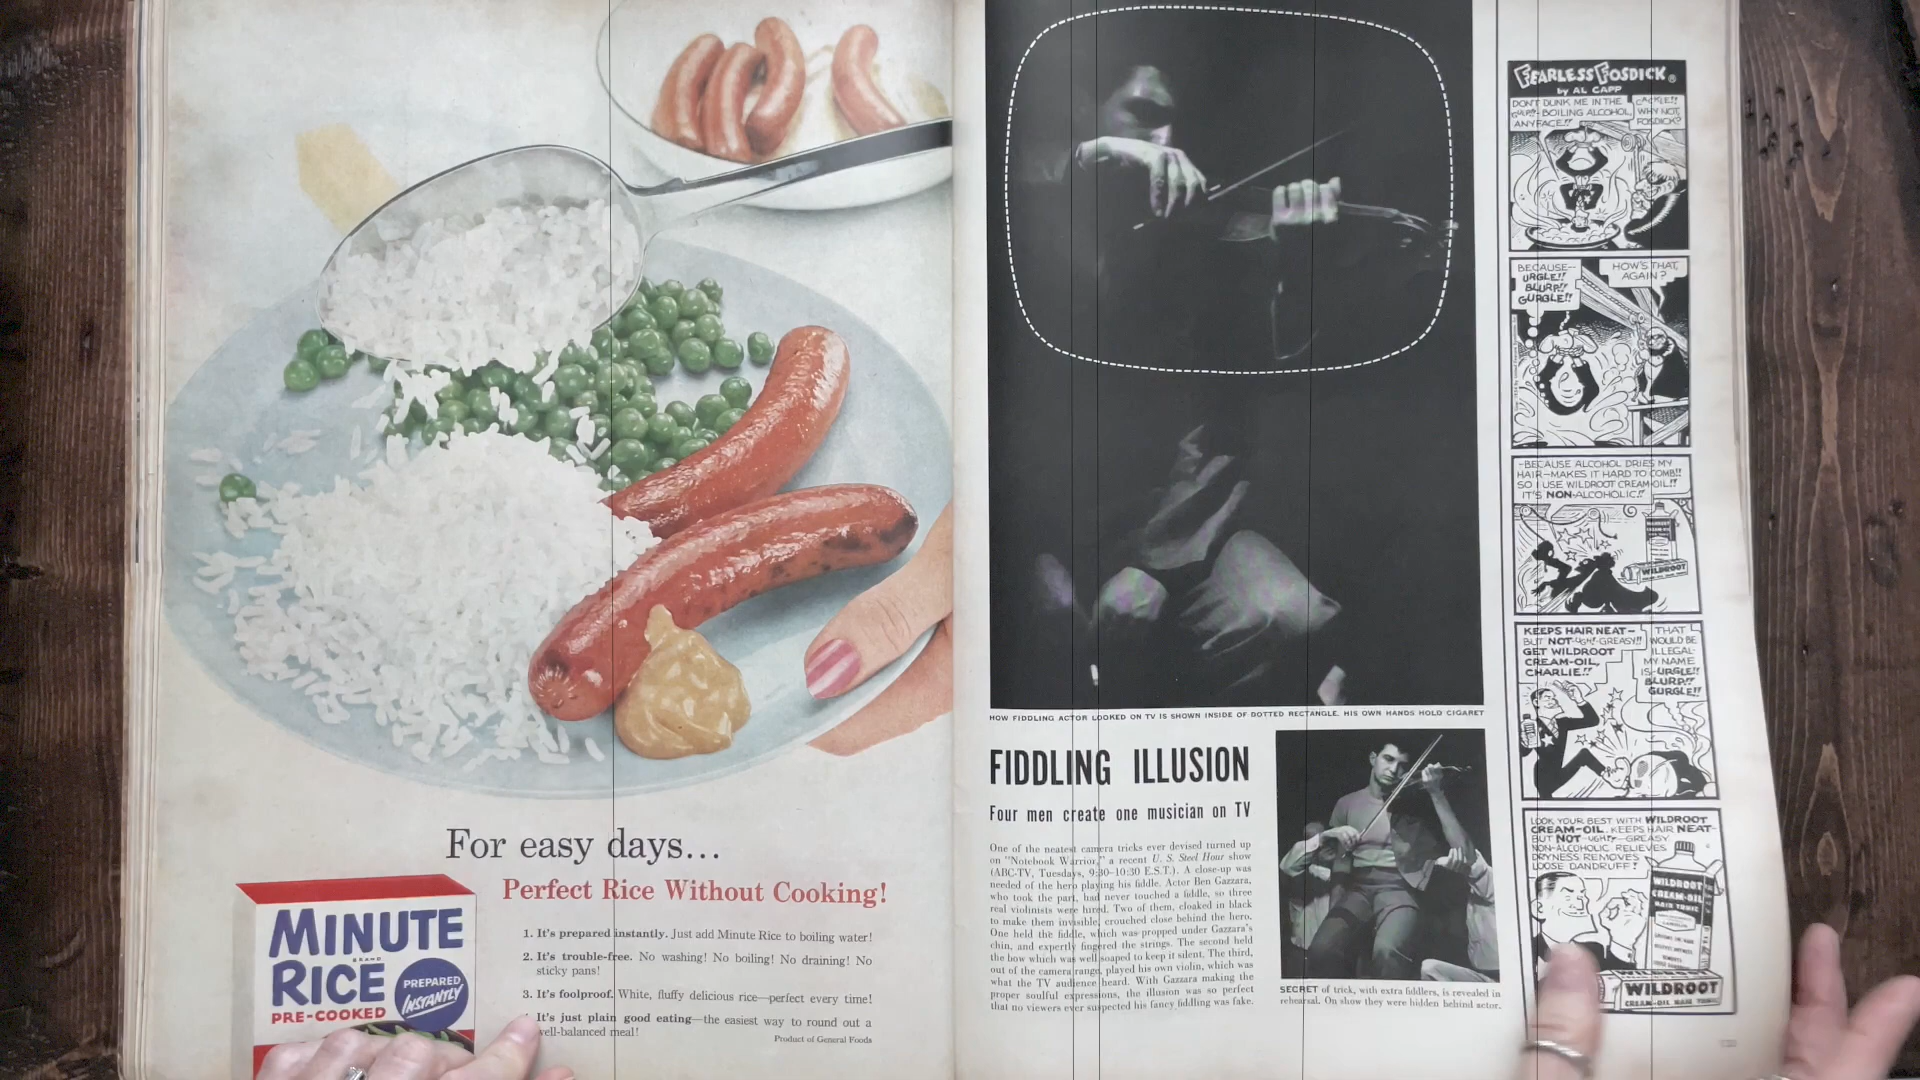 For easy days...
Perfect Rice Without Cooking!
1. It's prepared instantly. Just add Minute Rice to boiling water!
2. It's trouble-free. No washing! No boiling! No draining! No
sticky pans!
3. It's foolproof. White, fluffy delicious rice—perfect every time!
It's just plain good eating—the easiest way to round out a
well-balanced meal!
Product of General Foods
MINUTE
BRAND
RICE
PRE-COOKED
PREPARED
INSTANTLY
HOW FIDDLING ACTOR LOOKED ON TV IS SHOWN INSIDE OF DOTTED RECTANGLE. HIS OWN HANDS HOLD CIGARET
FIDDLING ILLUSION
Four men create one musician on TV
One of the neatest camera tricks ever devised turned up
on "Notebook Warrior," a recent U. S. Steel Hour show
(ABC-TV, Tuesdays, 9:30–10:30 E.S.T.). A close-up was
needed of the hero playing his fiddle. Actor Ben Gazzara,
who took the part, had never touched a fiddle, so three
real violinists were hired. Two of them, cloaked in black
to make them invisible, crouched close behind the hero.
One held the fiddle, which was propped under Gazzara's
chin, and expertly fingered the strings. The second held
the bow which was well soaped to keep it silent. The third,
out of the camera range, played his own violin, which was
what the TV audience heard. With Gazzara making the
proper soulful expressions, the illusion was so perfect
that no viewers ever suspected his fancy fiddling was fake.
SECRET of trick, with extra fiddlers, is revealed in
rehearsal. On show they were hidden behind actor.
FEARLESS FOSDICK ®
by AL CAPP
DON'T DUNK ME IN THE
GULP!!- BOILING ALCOHOL,
ANYFACE!!
CACKLE!!
WHY NOT,
FOSDICK?
BECAUSE--
URGLE!!
BLURP!!
GURGLE!!
HOW'S THAT,
AGAIN?
-BECAUSE ALCOHOL DRIES MY
HAIR-MAKES IT HARD TO COMB!!
SO I USE WILDROOT CREAM-OIL!!
IT'S NON-ALCOHOLIC!!
WILDROOT
KEEPS HAIR NEAT-
BUT NOT-UGH!-GREASY!!
GET WILDROOT
CREAM-OIL,
CHARLIE!!
THAT
WOULD BE
ILLEGAL-
MY NAME
IS-URGLE!!
BLURP!!
GURGLE!!
LOOK YOUR BEST WITH WILDROOT
CREAM-OIL. KEEPS HAIR NEAT-
BUT NOT-UGH!-GREASY.
NON-ALCOHOLIC. RELIEVES
DRYNESS REMOVES
LOOSE DANDRUFF!
WILDROOT
CREAM-OIL
HAIR TONIC
WILDROOT
CREAM-OIL HAIR TONIC